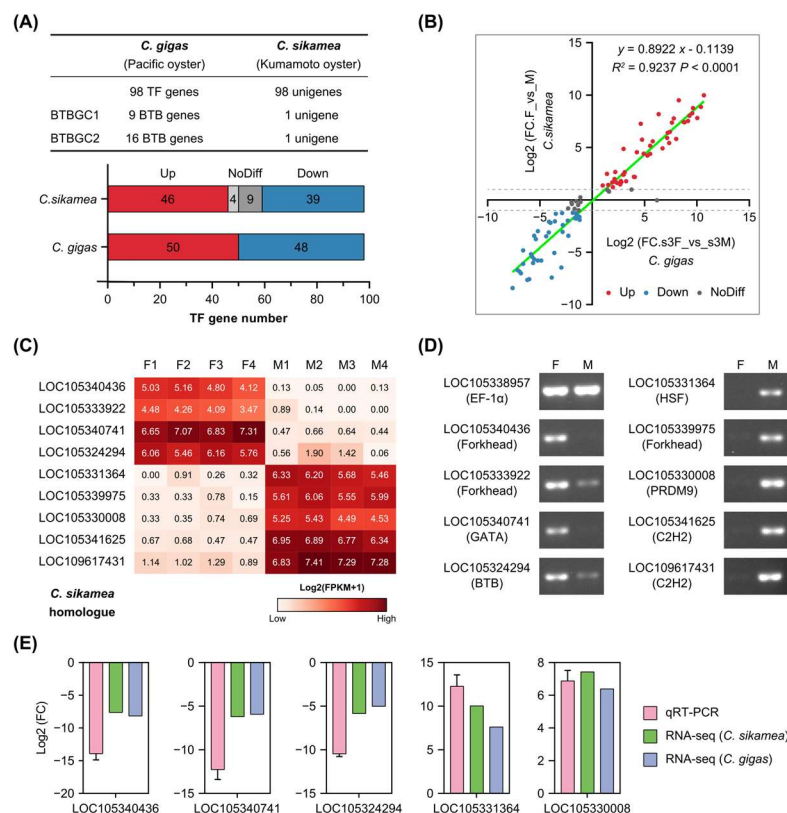 (A)
C. gigas C. sikamea
(Pacific oyster) (Kumamoto oyster)
98 TF genes 98 unigenes
BTBGC1 9 BTB genes 1 unigene
BTBGC2 16 BTB genes 1 unigene
Up NoDiff Down
C.sikamea 46 4 9 39
C. gigas 50 48
0 20 40 60 80 100
TF gene number
(B)
y = 0.8922 x - 0.1139
R² = 0.9237 P < 0.0001
Log2 (FC.F_vs_M)
C.sikamea
15
10
5
−10 −5 0 5 10 15
−5
−10
Log2 (FC.s3F_vs_s3M)
C. gigas
Up Down NoDiff
(C)
F1 F2 F3 F4 M1 M2 M3 M4
LOC105340436 5.03 5.16 4.80 4.12 0.13 0.05 0.00 0.13
LOC105333922 4.48 4.26 4.09 3.47 0.89 0.14 0.00 0.00
LOC105340741 6.65 7.07 6.83 7.31 0.47 0.66 0.64 0.44
LOC105324294 6.06 5.46 6.16 5.76 0.56 1.90 1.42 0.06
LOC105331364 0.00 0.91 0.26 0.32 6.33 6.20 5.68 5.46
LOC105339975 0.33 0.33 0.78 0.15 5.61 6.06 5.55 5.99
LOC105330008 0.33 0.35 0.74 0.69 5.25 5.43 4.49 4.53
LOC105341625 0.67 0.68 0.47 0.47 6.95 6.89 6.77 6.34
LOC109617431 1.14 1.02 1.29 0.89 6.83 7.41 7.29 7.28
C. sikamea
homologue
Log2(FPKM+1)
Low High
(D)
F M F M
LOC105338957 LOC105331364
(EF-1α) (HSF)
LOC105340436 LOC105339975
(Forkhead) (Forkhead)
LOC105333922 LOC105330008
(Forkhead) (PRDM9)
LOC105340741 LOC105341625
(GATA) (C2H2)
LOC105324294 LOC109617431
(BTB) (C2H2)
(E)
Log2 (FC)
0 0 0 15 10
−5 −5 −5 10 8
−10 −10 −10 5 6
−15 −15 −15 0 4
−20 2
0
LOC105340436 LOC105340741 LOC105324294 LOC105331364 LOC105330008
qRT-PCR
RNA-seq (C. sikamea)
RNA-seq (C. gigas)